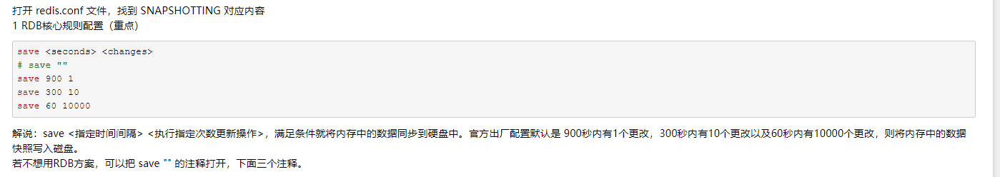 打开 redis.conf 文件，找到 SNAPSHOTTING 对应内容
1 RDB核心规则配置（重点）
save <seconds> <changes>
# save ""
save 900 1
save 300 10
save 60 10000
解说：save <指定时间间隔> <执行指定次数更新操作>，满足条件就将内存中的数据同步到硬盘中。官方出厂配置默认是 900秒内有1个更改，300秒内有10个更改以及60秒内有10000个更改，则将内存中的数据
快照写入磁盘。
若不想用RDB方案，可以把 save "" 的注释打开，下面三个注释。